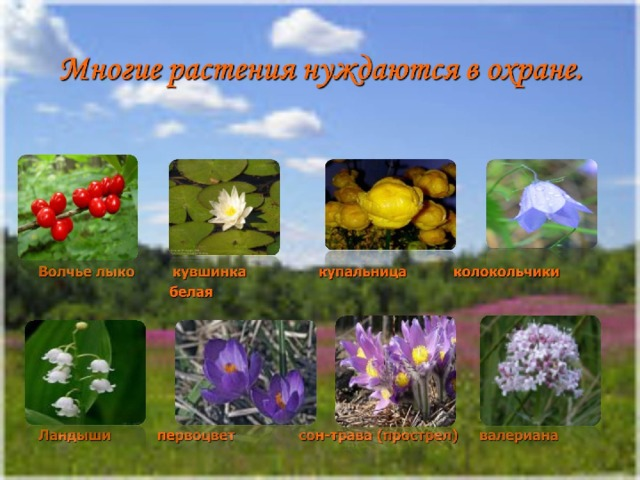 Многие растения нуждаются в охране.
Волчье лыко кувшинка купальница колокольчики
белая
Ландыши первоцвет сон-трава (прострел) валериана